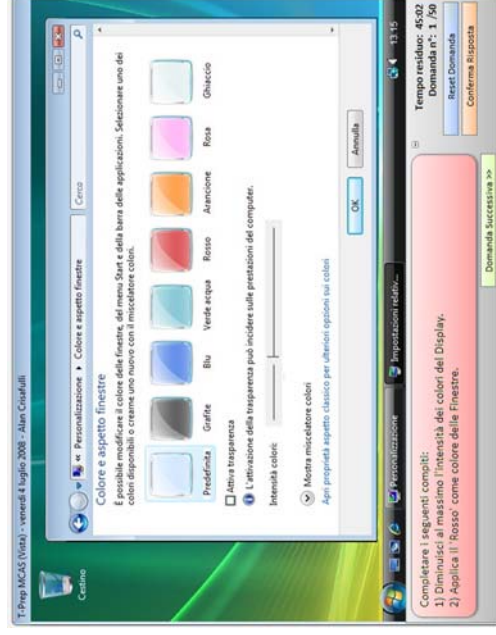 T-Prep MCAS (Vista) - venerdì 4 luglio 2008 - Alan Crisafulli
Cestino
« Personalizzazione ▸ Colore e aspetto finestre
Cerca
Colore e aspetto finestre
È possibile modificare il colore delle finestre, del menu Start e della barra delle applicazioni. Selezionare uno dei
colori disponibili o crearne uno nuovo con il miscelatore colori.
Predefinita
Grafite
Blu
Verde acqua
Rosso
Arancione
Rosa
Ghiaccio
Attiva trasparenza
L'attivazione della trasparenza può incidere sulle prestazioni del computer.
Intensità colori:
Mostra miscelatore colori
Apri proprietà aspetto classico per ulteriori opzioni sui colori
OK
Annulla
Personalizzazione
Impostazioni relativ...
13.15
Completare i seguenti compiti:
1) Diminuisci al massimo l'intensità dei colori del Display.
2) Applica il 'Rosso' come colore delle Finestre.
Tempo residuo: 45:02
Domanda n°: 1 /50
Reset Domanda
Conferma Risposta
Domanda Successiva >>